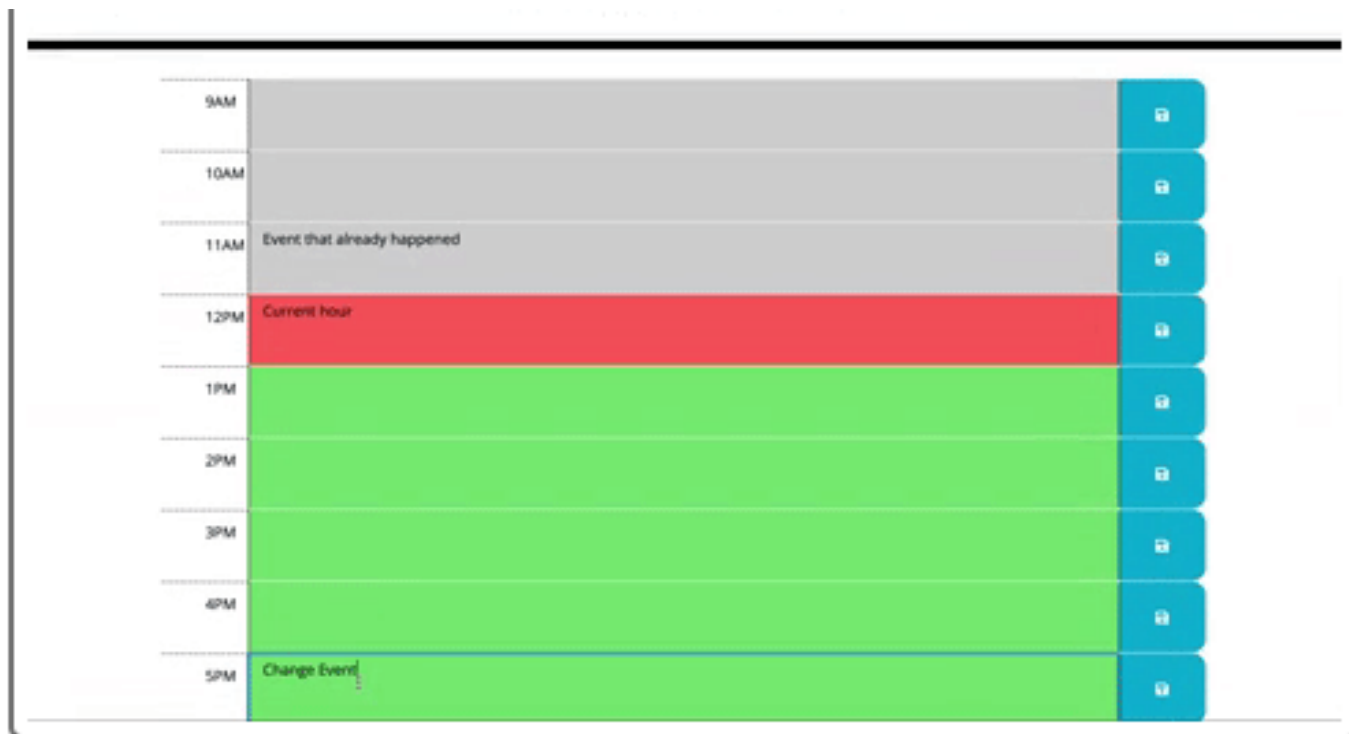 9AM
10AM
11AM Event that already happened
12PM Current hour
1PM
2PM
3PM
4PM
5PM Change Event